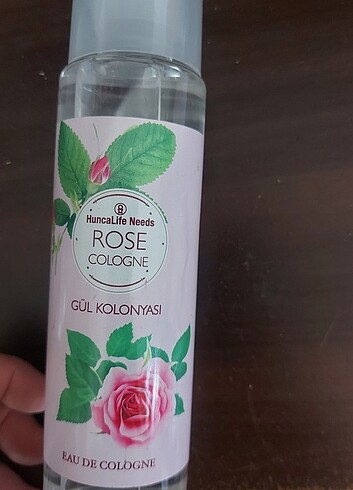 HuncaLife Needs
ROSE
COLOGNE
GÜL KOLONYASI
EAU DE COLOGNE